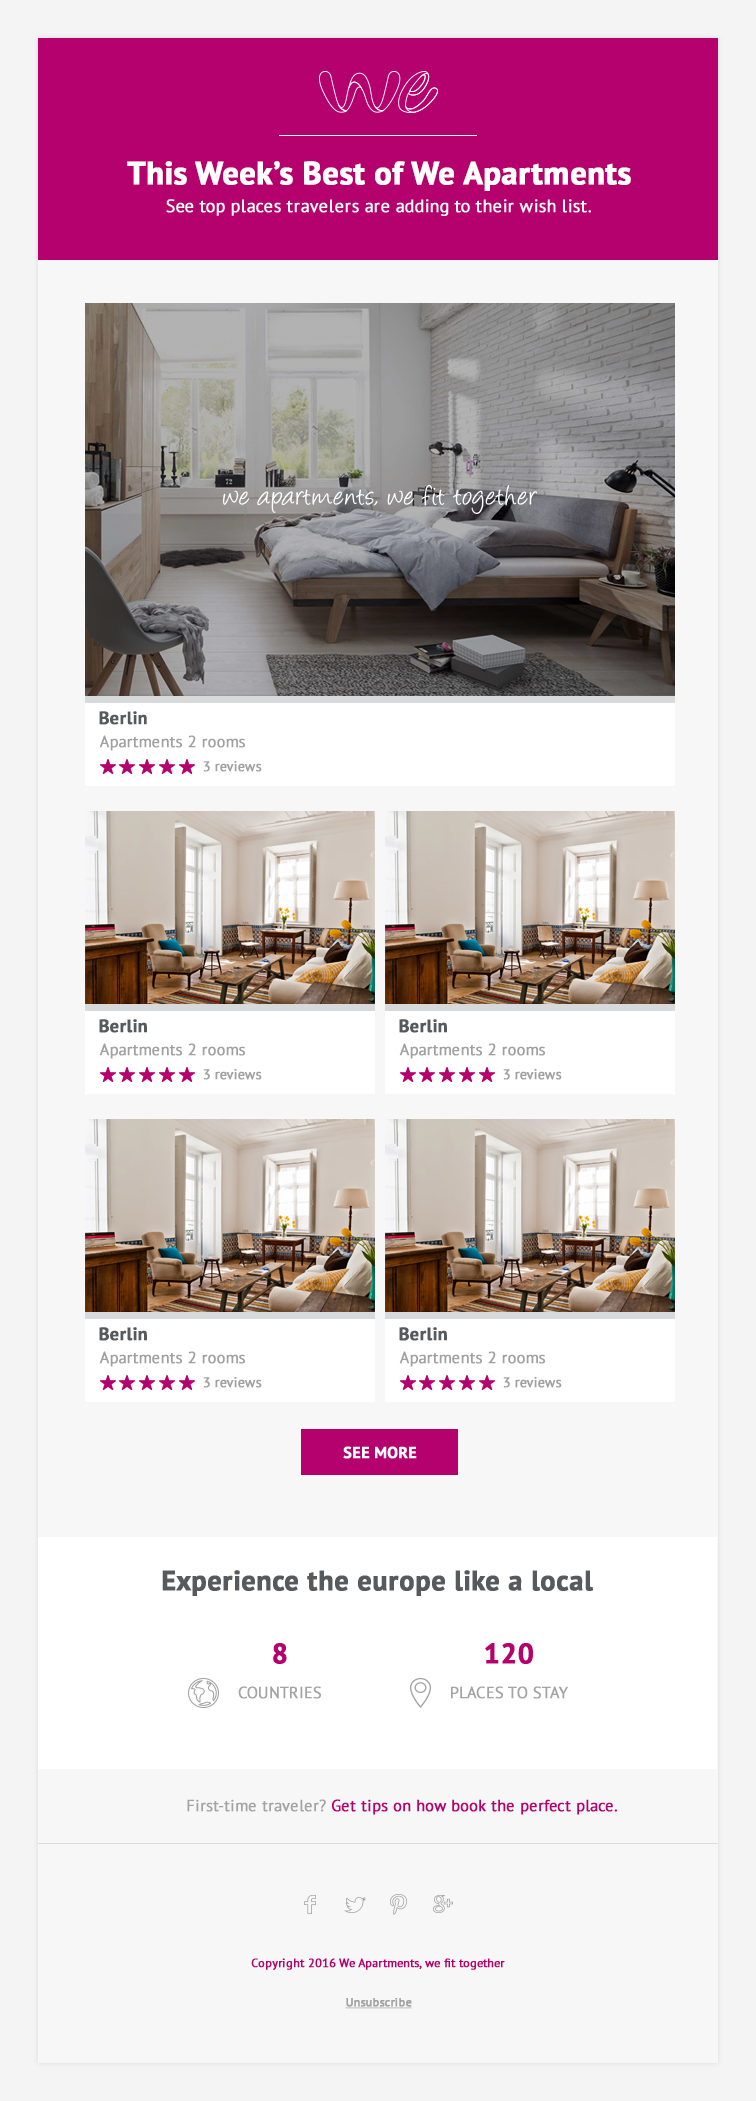 We
This Week's Best of We Apartments
See top places travelers are adding to their wish list.
we apartments, we fit together
Berlin
Apartments 2 rooms
3 reviews
Berlin
Apartments 2 rooms
3 reviews
Berlin
Apartments 2 rooms
3 reviews
Berlin
Apartments 2 rooms
3 reviews
Berlin
Apartments 2 rooms
3 reviews
SEE MORE
Experience the europe like a local
8
COUNTRIES
120
PLACES TO STAY
First-time traveler? Get tips on how book the perfect place.
Copyright 2016 We Apartments, we fit together
Unsubscribe